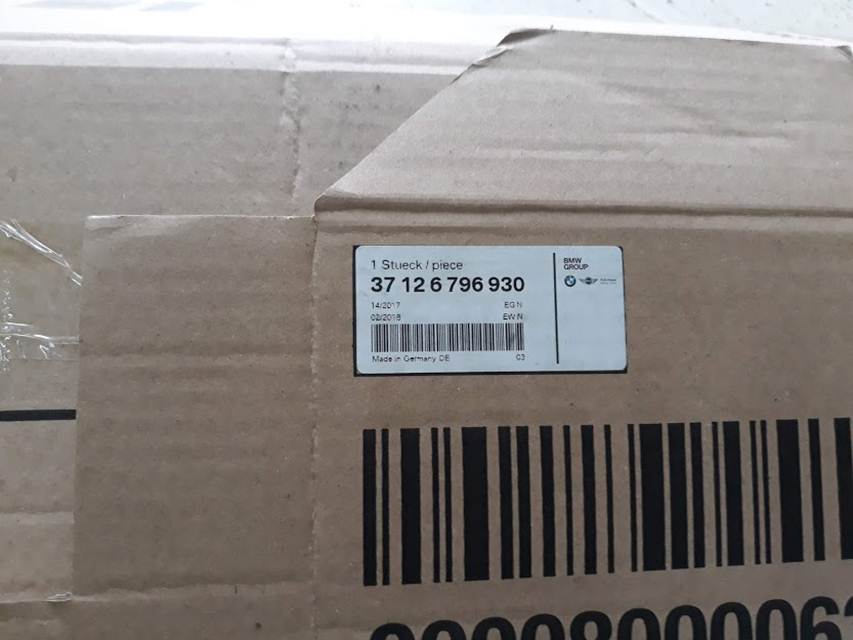 1 Stueck / piece
37 12 6 796 930
14/2017 EG N
02/2016 EW N
Made in Germany DE 03
BMW
GROUP